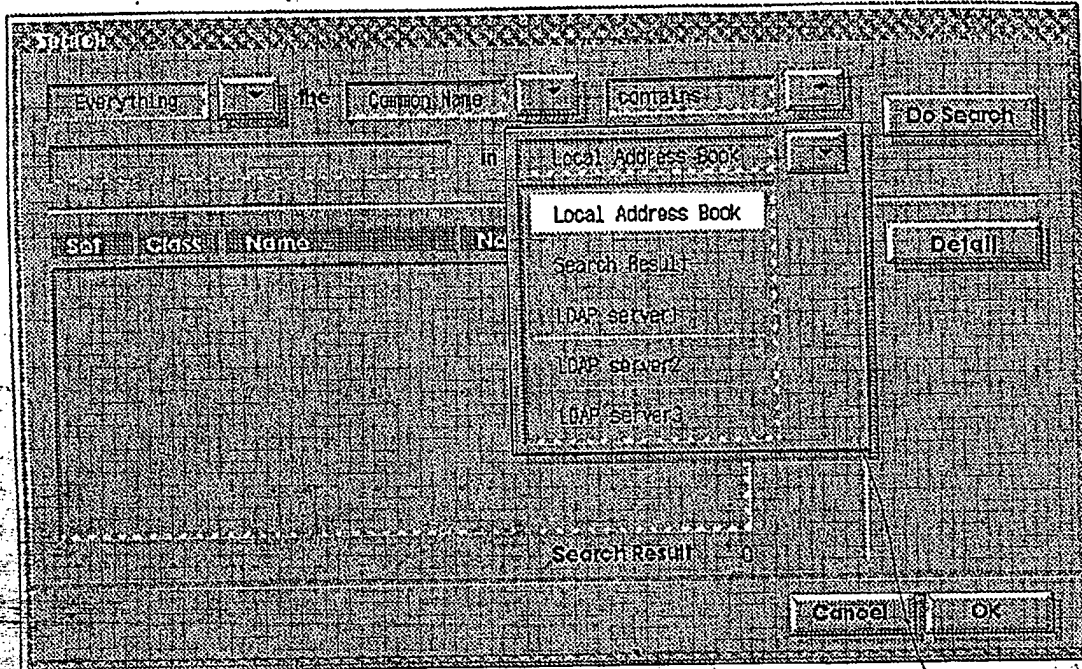 Search
Everything the Common Name contains Do Search
in Local Address Book
Set Class Name Detail
Local Address Book
Search Result
LDAP server1
LDAP server2
LDAP server3
Search Result 0
Cancel OK